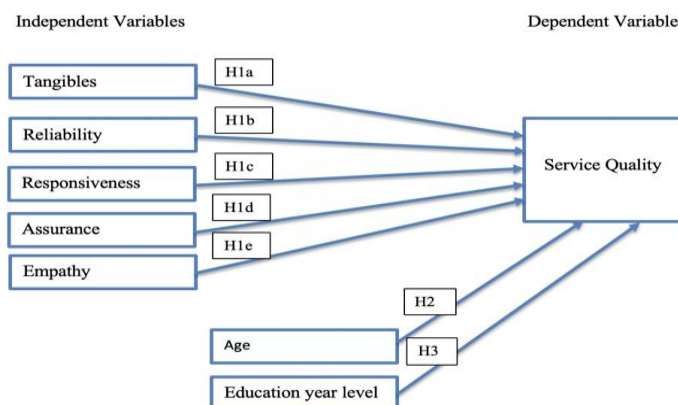 Independent Variables
Dependent Variable
Tangibles
H1a
Reliability
H1b
Responsiveness
H1c
Service Quality
Assurance
H1d
Empathy
H1e
H2
Age
H3
Education year level